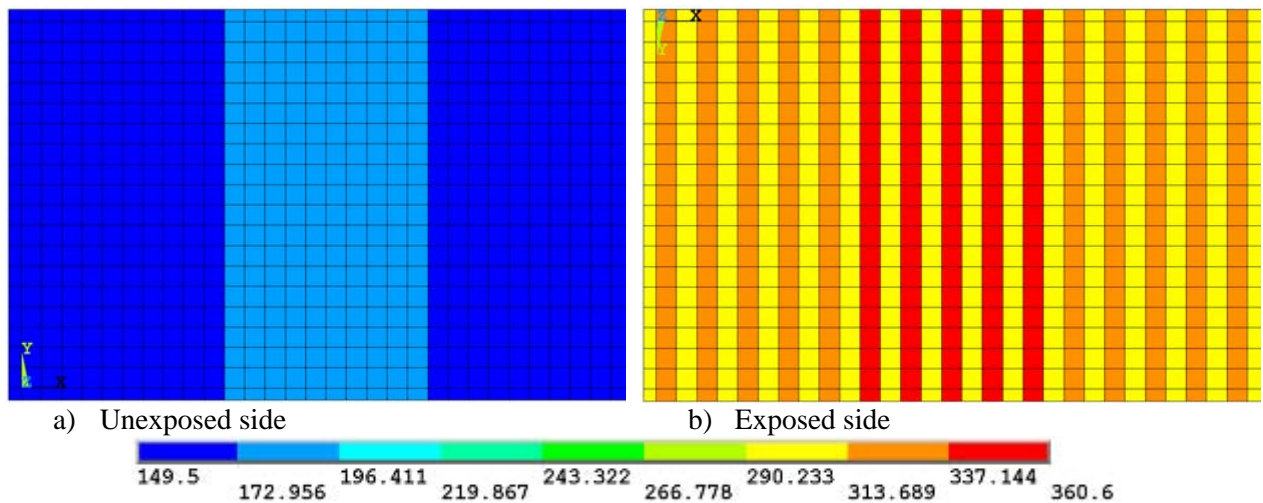 Z X
Y
Y
Z X
a) Unexposed side
b) Exposed side
149.5 196.411 243.322 290.233 337.144
172.956 219.867 266.778 313.689 360.6